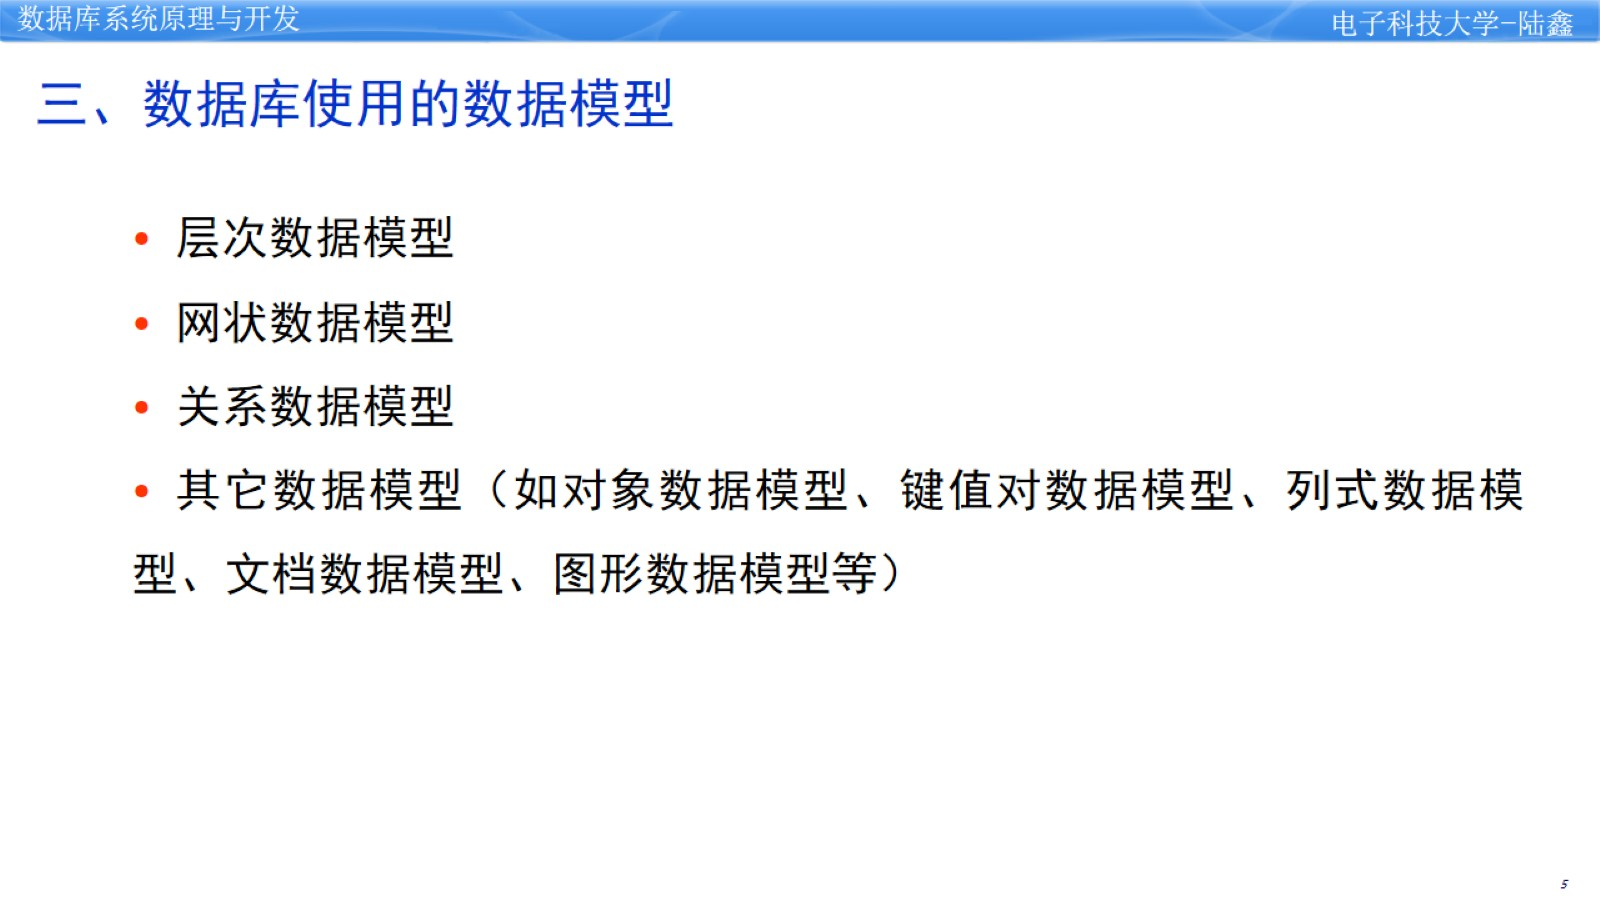 数据库系统原理与开发
电子科技大学-陆鑫
三、数据库使用的数据模型
• 层次数据模型
• 网状数据模型
• 关系数据模型
• 其它数据模型（如对象数据模型、键值对数据模型、列式数据模
型、文档数据模型、图形数据模型等）
5